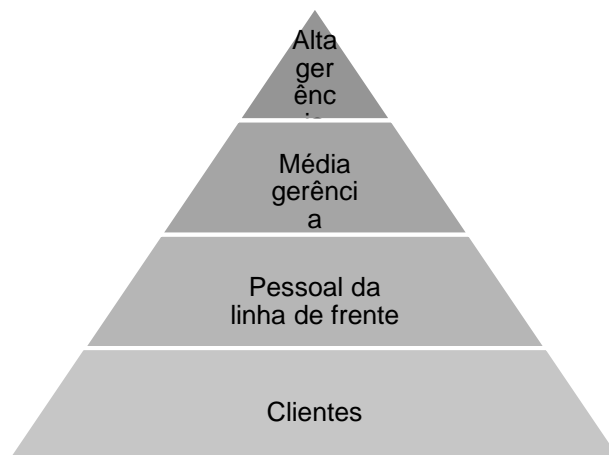 Alta
ger
ênc
Média
gerênci
a
Pessoal da
linha de frente
Clientes